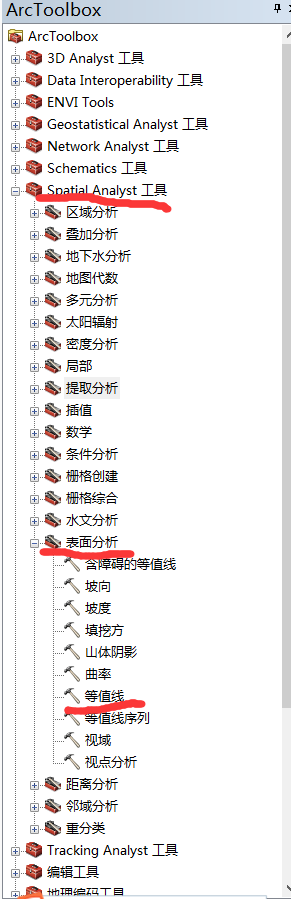 ArcToolbox
ArcToolbox
3D Analyst 工具
Data Interoperability 工具
ENVI Tools
Geostatistical Analyst 工具
Network Analyst 工具
Schematics 工具
Spatial Analyst 工具
区域分析
叠加分析
地下水分析
地图代数
多元分析
太阳辐射
密度分析
局部
提取分析
插值
数学
条件分析
栅格创建
栅格综合
水文分析
表面分析
含障碍的等值线
坡向
坡度
填挖方
山体阴影
曲率
等值线
等值线序列
视域
视点分析
距离分析
邻域分析
重分类
Tracking Analyst 工具
编辑工具
地理编码工具